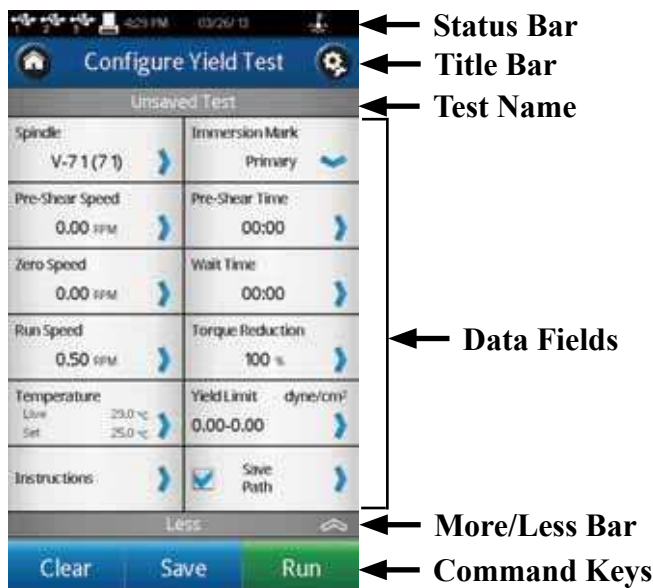 1 2 3 4:29 PM 03/26/13
Status Bar
Configure Yield Test
Title Bar
Unsaved Test
Test Name
Spindle
V-71(71)
Immersion Mark
Primary
Pre-Shear Speed
0.00 RPM
Pre-Shear Time
00:00
Zero Speed
0.00 RPM
Wait Time
00:00
Run Speed
0.50 RPM
Torque Reduction
100 %
Data Fields
Temperature
Live 23.0 °C
Set 25.0 °C
Yield Limit dyne/cm²
0.00-0.00
Instructions
Save
Path
Less
More/Less Bar
Clear Save Run
Command Keys